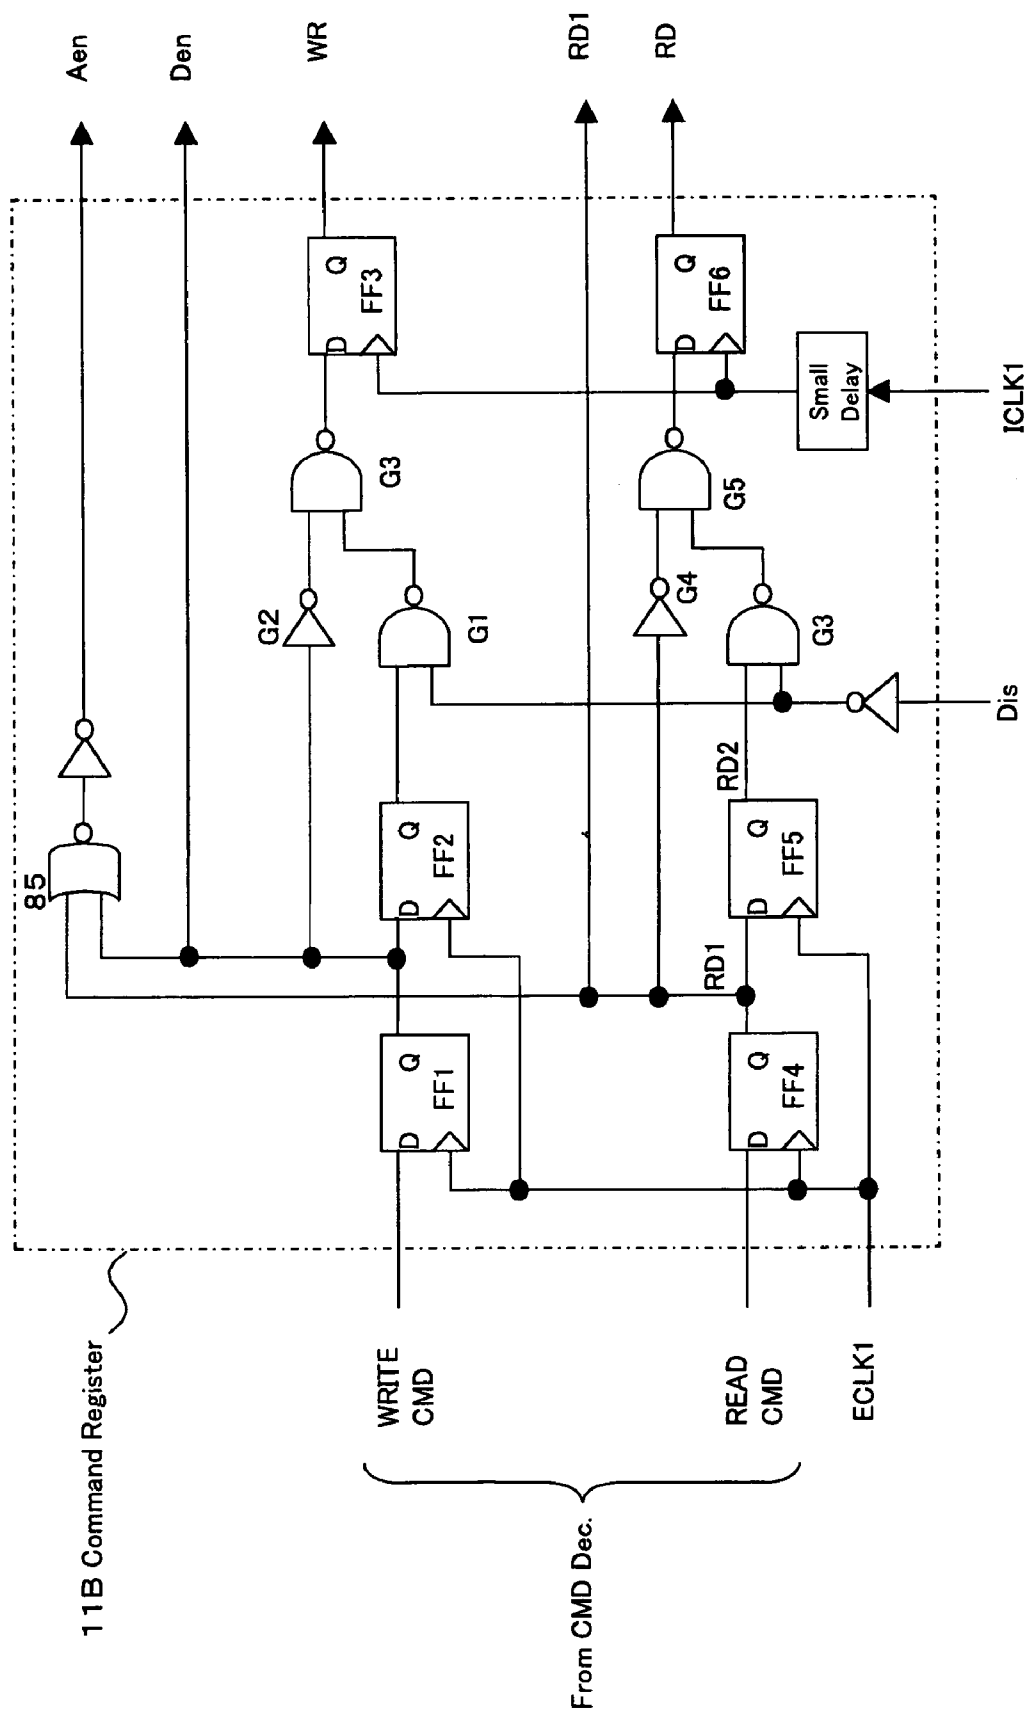 11B Command Register
From CMD Dec.
WRITE
CMD
READ
CMD
ECLK1
85
Aen
Den
WR
RD1
RD
D
Q
FF1
D
Q
FF2
G2
G1
G3
D
Q
FF3
D
Q
FF4
RD1
D
Q
FF5
RD2
G4
G3
G5
D
Q
FF6
Small
Delay
Dis
ICLK1